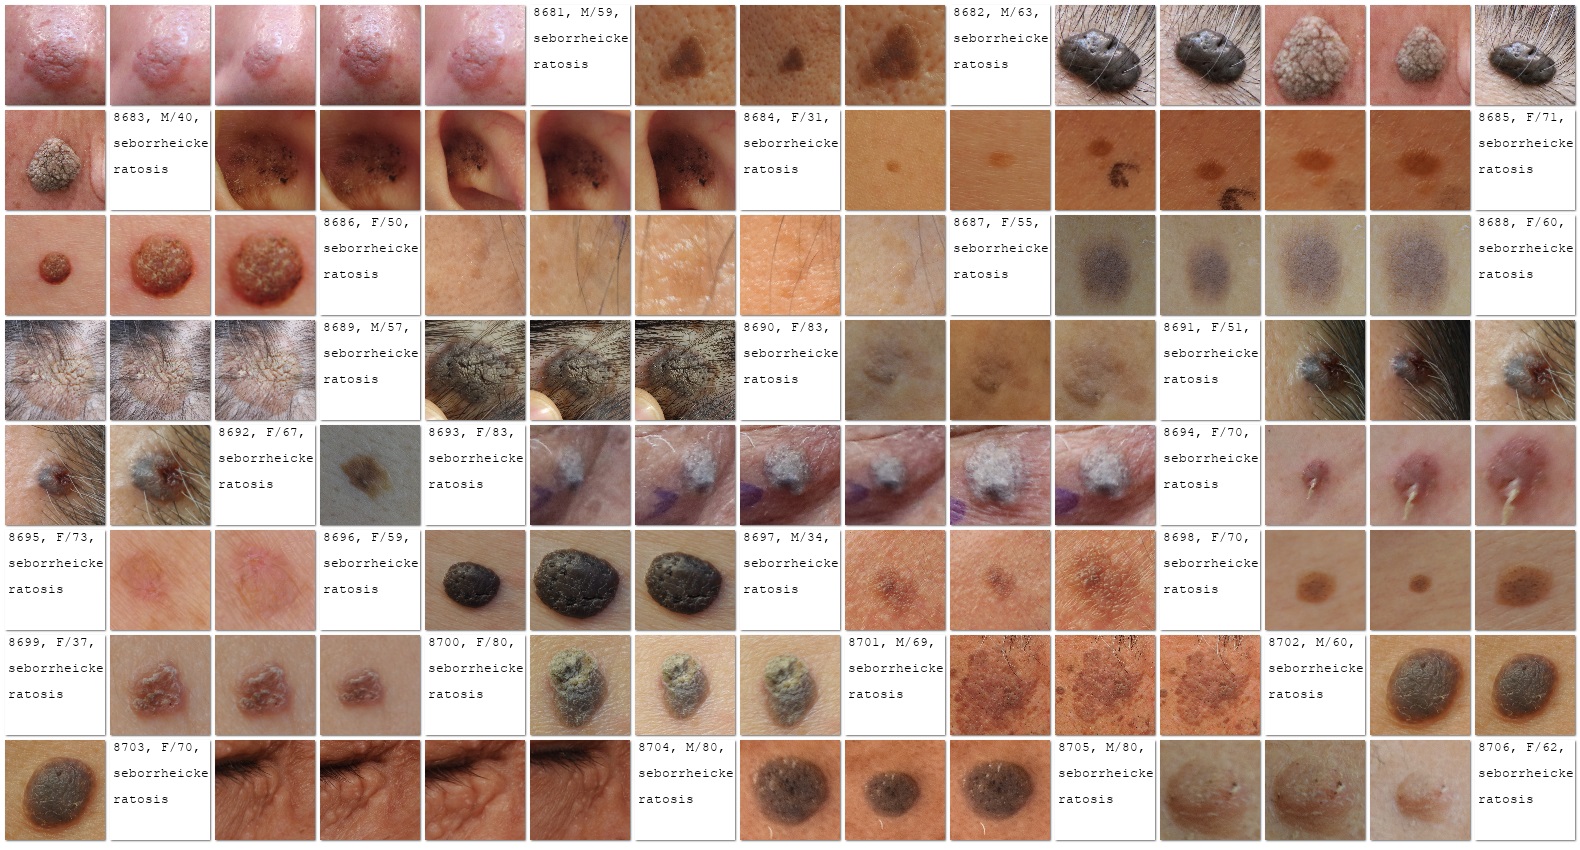 8681, M/59,
seborrheicke
ratosis
8682, M/63,
seborrheicke
ratosis
8683, M/40,
seborrheicke
ratosis
8684, F/31,
seborrheicke
ratosis
8685, F/71,
seborrheicke
ratosis
8686, F/50,
seborrheicke
ratosis
8687, F/55,
seborrheicke
ratosis
8688, F/60,
seborrheicke
ratosis
8689, M/57,
seborrheicke
ratosis
8690, F/83,
seborrheicke
ratosis
8691, F/51,
seborrheicke
ratosis
8692, F/67,
seborrheicke
ratosis
8693, F/83,
seborrheicke
ratosis
8694, F/70,
seborrheicke
ratosis
8695, F/73,
seborrheicke
ratosis
8696, F/59,
seborrheicke
ratosis
8697, M/34,
seborrheicke
ratosis
8698, F/70,
seborrheicke
ratosis
8699, F/37,
seborrheicke
ratosis
8700, F/80,
seborrheicke
ratosis
8701, M/69,
seborrheicke
ratosis
8702, M/60,
seborrheicke
ratosis
8703, F/70,
seborrheicke
ratosis
8704, M/80,
seborrheicke
ratosis
8705, M/80,
seborrheicke
ratosis
8706, F/62,
seborrheicke
ratosis